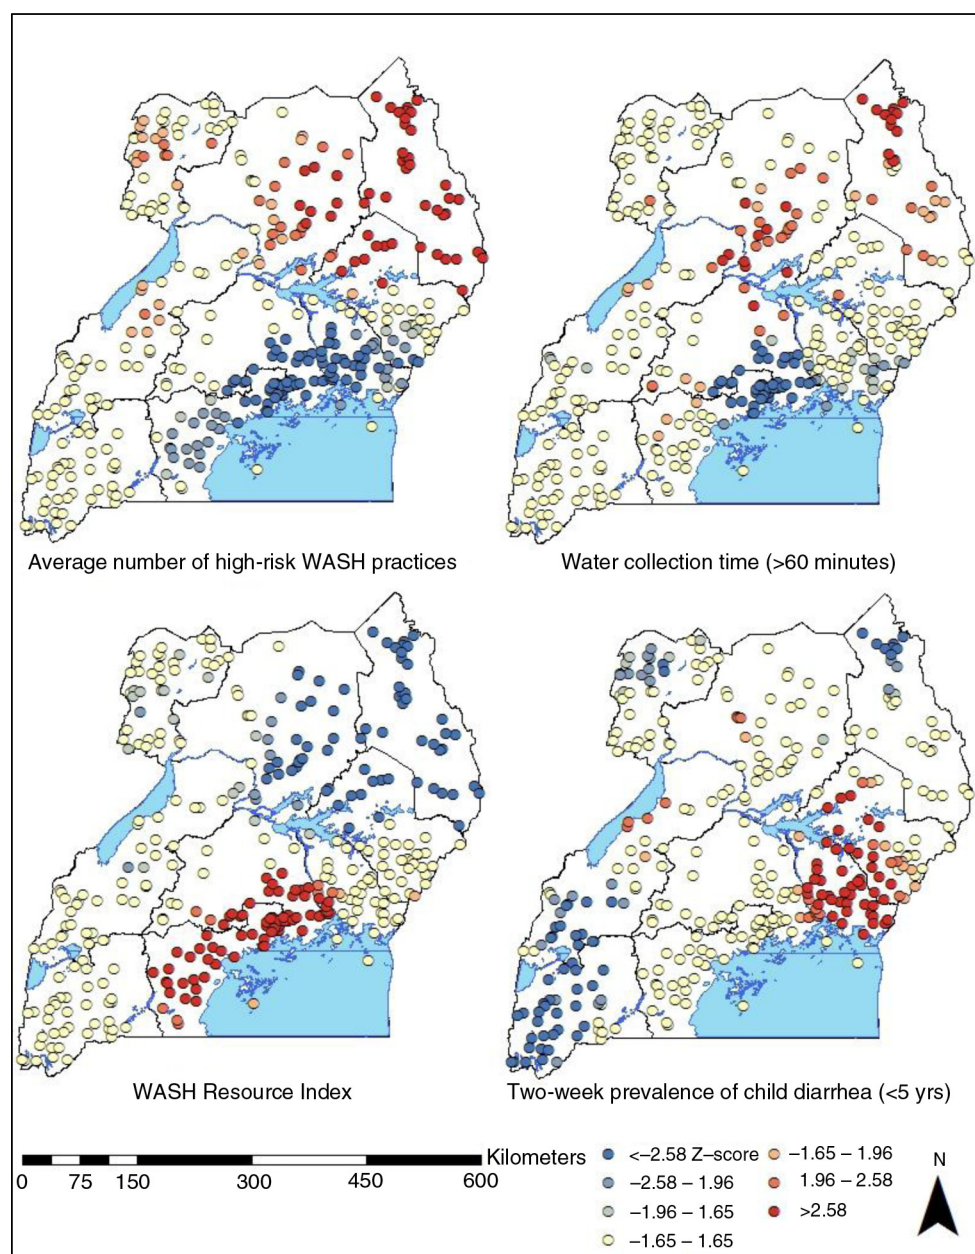 Average number of high-risk WASH practices
Water collection time (>60 minutes)
WASH Resource Index
Two-week prevalence of child diarrhea (<5 yrs)
Kilometers
0 75 150 300 450 600
<–2.58 Z–score
–2.58 – 1.96
–1.96 – 1.65
–1.65 – 1.65
–1.65 – 1.96
1.96 – 2.58
>2.58
N